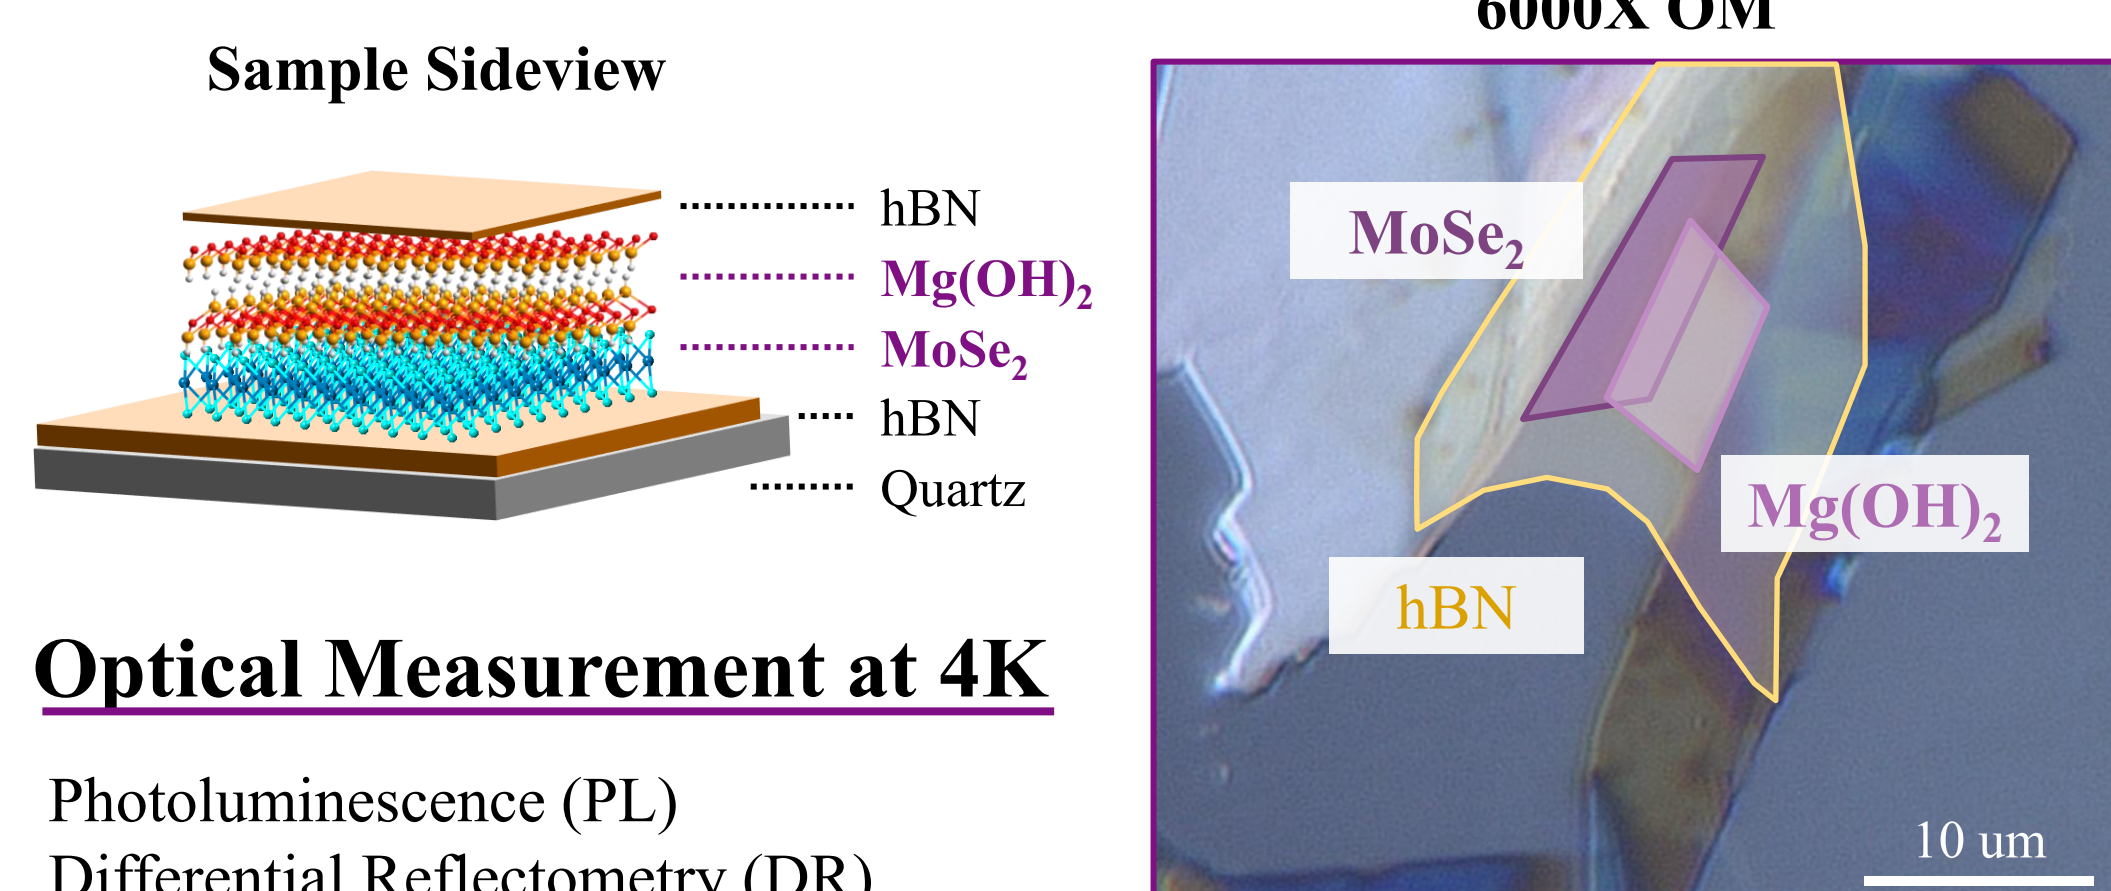 Sample Sideview
hBN
Mg(OH)₂
MoSe₂
hBN
Quartz
Optical Measurement at 4K
Photoluminescence (PL)
Differential Reflectometry (DR)
6000X OM
MoSe₂
Mg(OH)₂
hBN
10 um